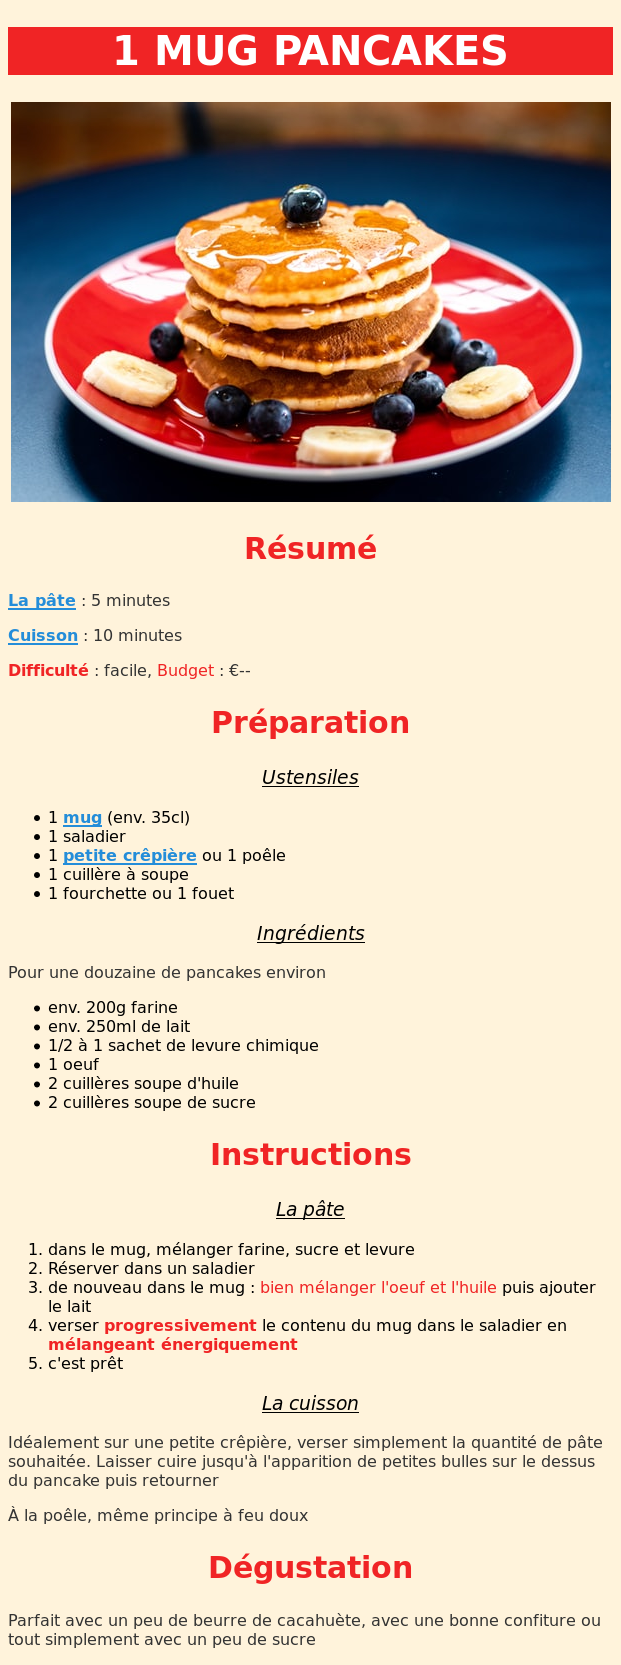 1 MUG PANCAKES
Résumé
La pâte : 5 minutes
Cuisson : 10 minutes
Difficulté : facile, Budget : €--
Préparation
Ustensiles
• 1 mug (env. 35cl)
• 1 saladier
• 1 petite crêpière ou 1 poêle
• 1 cuillère à soupe
• 1 fourchette ou 1 fouet
Ingrédients
Pour une douzaine de pancakes environ
• env. 200g farine
• env. 250ml de lait
• 1/2 à 1 sachet de levure chimique
• 1 oeuf
• 2 cuillères soupe d'huile
• 2 cuillères soupe de sucre
Instructions
La pâte
1. dans le mug, mélanger farine, sucre et levure
2. Réserver dans un saladier
3. de nouveau dans le mug : bien mélanger l'oeuf et l'huile puis ajouter
le lait
4. verser progressivement le contenu du mug dans le saladier en
mélangeant énergiquement
5. c'est prêt
La cuisson
Idéalement sur une petite crêpière, verser simplement la quantité de pâte
souhaitée. Laisser cuire jusqu'à l'apparition de petites bulles sur le dessus
du pancake puis retourner
À la poêle, même principe à feu doux
Dégustation
Parfait avec un peu de beurre de cacahuète, avec une bonne confiture ou
tout simplement avec un peu de sucre